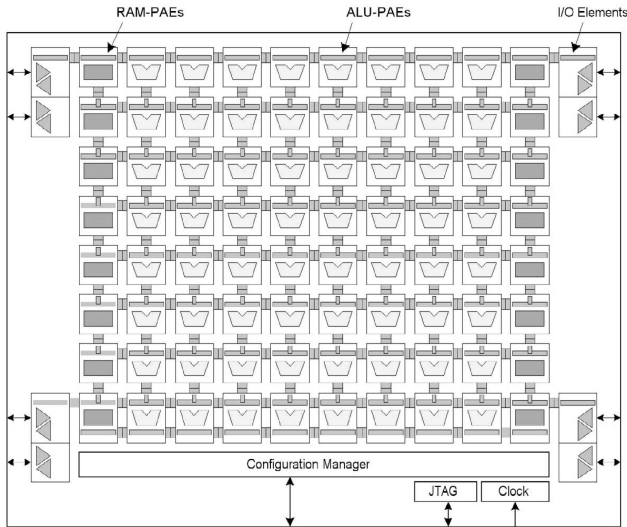 RAM-PAEs
ALU-PAEs
I/O Elements
Configuration Manager
JTAG
Clock